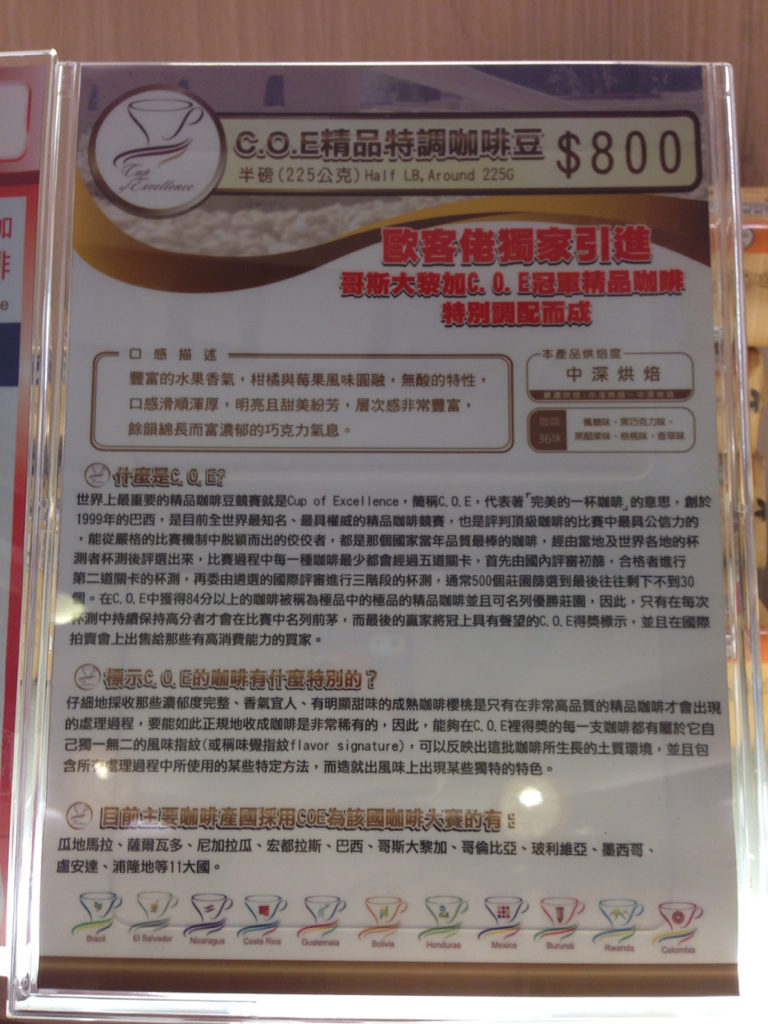 Cup of Excellence
C.O.E精品特調咖啡豆 $800
半磅(225公克)Half LB, Around 225G
歐客佬獨家引進
哥斯大黎加C.O.E冠軍精品咖啡
特別調配而成
口感描述
豐富的水果香氣，柑橘與莓果風味圓融，無酸的特性，
口感滑順渾厚，明亮且甜美紛芳，層次感非常豐富，
餘韻綿長而富濃郁的巧克力氣息。
本產品烘焙度
中深烘焙
咖啡
36味
楓糖味、黑巧克力味、
黑醋栗味、核桃味、香草味
什麼是C.O.E?
世界上最重要的精品咖啡豆競賽就是Cup of Excellence，簡稱C.O.E，代表著「完美的一杯咖啡」的意思，創於
1999年的巴西，是目前全世界最知名、最具權威的精品咖啡競賽，也是評判頂級咖啡的比賽中最具公信力的
，能從嚴格的比賽機制中脫穎而出的佼佼者，都是那個國家當年品質最棒的咖啡，經由當地及世界各地的杯
測者杯測後評選出來，比賽過程中每一種咖啡最少都會經過五道關卡，首先由國內評審初篩，合格者進行
第二道關卡的杯測，再委由遴選的國際評審進行三階段的杯測，通常500個莊園篩選到最後往往剩下不到30
個。在C.O.E中獲得84分以上的咖啡被稱為極品中的極品的精品咖啡並且可名列優勝莊園，因此，只有在每次
杯測中持續保持高分者才會在比賽中名列前茅，而最後的贏家將冠上具有聲望的C.O.E得獎標示，並且在國際
拍賣會上出售給那些有高消費能力的買家。
標示C.O.E的咖啡有什麼特別的？
仔細地採收那些濃郁度完整、香氣宜人、有明顯甜味的成熟咖啡櫻桃是只有在非常高品質的精品咖啡才會出現
的處理過程，要能如此正規地收成咖啡是非常稀有的，因此，能夠在C.O.E裡得獎的每一支咖啡都有屬於它自
己獨一無二的風味指紋(或稱味覺指紋flavor signature)，可以反映出這批咖啡所生長的土質環境，並且包
含所有處理過程中所使用的某些特定方法，而造就出風味上出現某些獨特的特色。
目前主要咖啡產國採用COE為該國咖啡大賽的有：
瓜地馬拉、薩爾瓦多、尼加拉瓜、宏都拉斯、巴西、哥斯大黎加、哥倫比亞、玻利維亞、墨西哥、
盧安達、浦隆地等11大國。
Brazil El Salvador Nicaragua Costa Rica Guatemala Bolivia Honduras Mexico Burundi Rwanda Colombia
加
啡
e